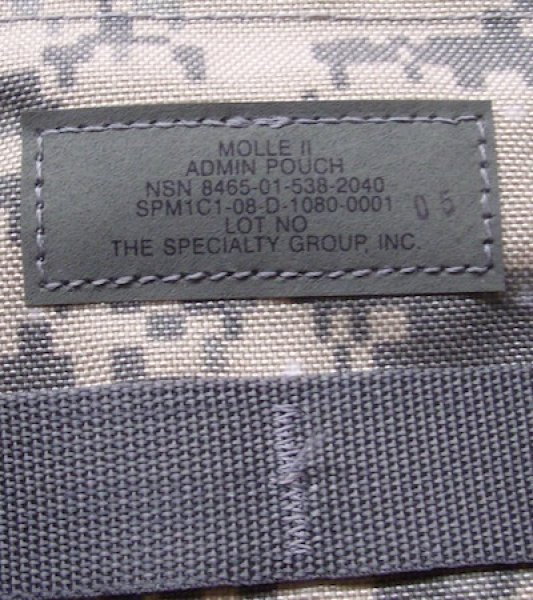 MOLLE II
ADMIN POUCH
NSN 8465-01-538-2040
SPM1C1-08-D-1080-0001 05
LOT NO
THE SPECIALTY GROUP, INC.